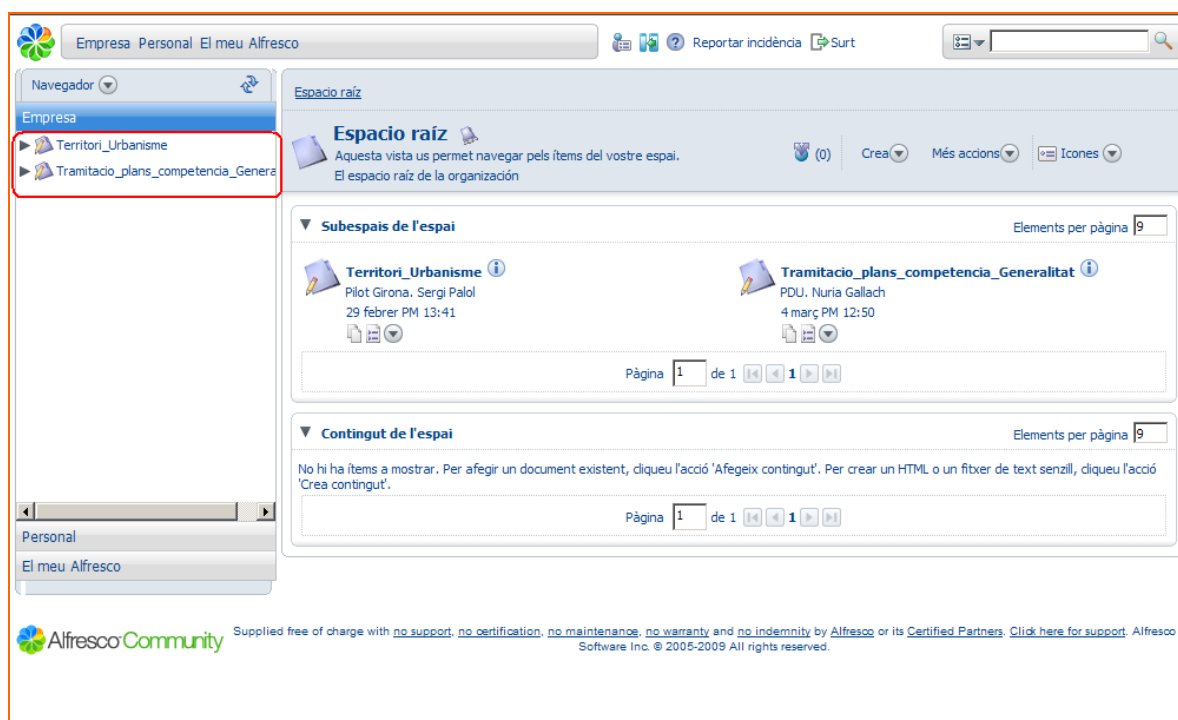 Empresa Personal El meu Alfresco
Reportar incidència Surt
Navegador
Empresa
Territori_Urbanisme
Tramitacio_plans_competencia_Genera
Personal
El meu Alfresco
Espacio raíz
Espacio raíz
Aquesta vista us permet navegar pels ítems del vostre espai.
El espacio raíz de la organización
(0) Crea Més accions Icones
Subespais de l'espai Elements per pàgina 9
Territori_Urbanisme
Pilot Girona. Sergi Palol
29 febrer PM 13:41
Tramitacio_plans_competencia_Generalitat
PDU. Nuria Gallach
4 març PM 12:50
Pàgina 1 de 1 1
Contingut de l'espai Elements per pàgina 9
No hi ha ítems a mostrar. Per afegir un document existent, cliqueu l'acció 'Afegeix contingut'. Per crear un HTML o un fitxer de text senzill, cliqueu l'acció
'Crea contingut'.
Pàgina 1 de 1 1
Alfresco Community
Supplied free of charge with no support, no certification, no maintenance, no warranty and no indemnity by Alfresco or its Certified Partners. Click here for support. Alfresco
Software Inc. © 2005-2009 All rights reserved.